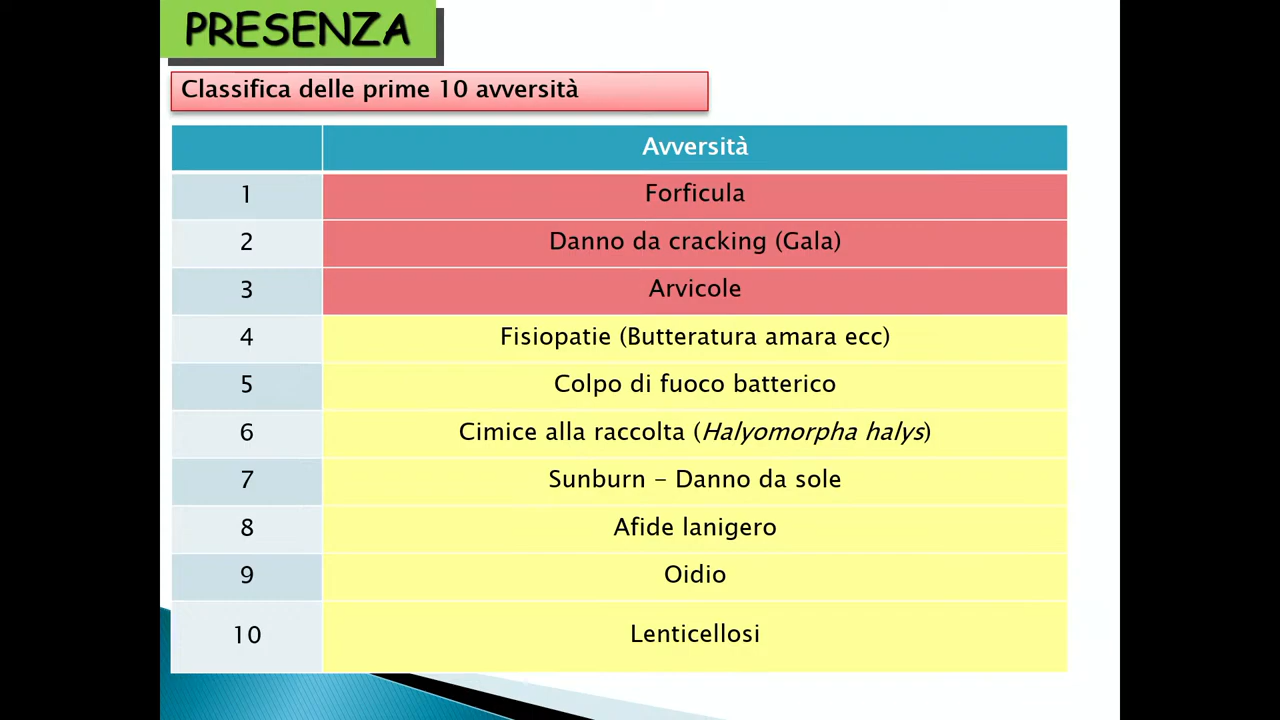 PRESENZA
Classifica delle prime 10 avversità
Avversità
1 Forficula
2 Danno da cracking (Gala)
3 Arvicole
4 Fisiopatie (Butteratura amara ecc)
5 Colpo di fuoco batterico
6 Cimice alla raccolta (Halyomorpha halys)
7 Sunburn – Danno da sole
8 Afide lanigero
9 Oidio
10 Lenticellosi